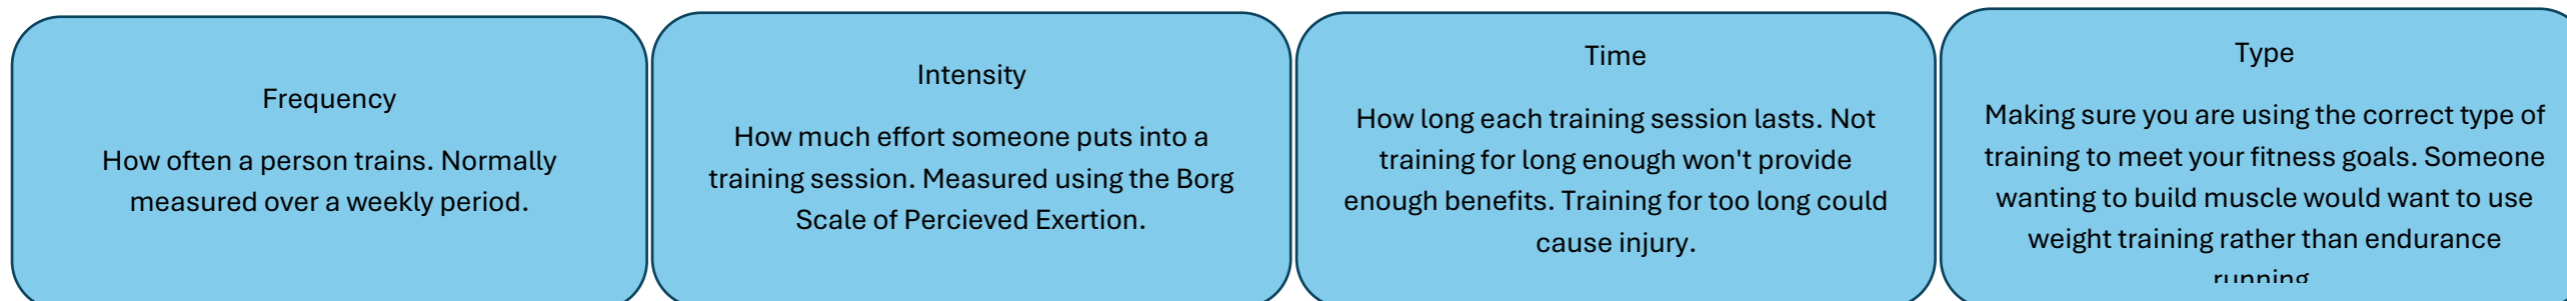 Frequency
How often a person trains. Normally
measured over a weekly period.
Intensity
How much effort someone puts into a
training session. Measured using the Borg
Scale of Percieved Exertion.
Time
How long each training session lasts. Not
training for long enough won't provide
enough benefits. Training for too long could
cause injury.
Type
Making sure you are using the correct type of
training to meet your fitness goals. Someone
wanting to build muscle would want to use
weight training rather than endurance
running